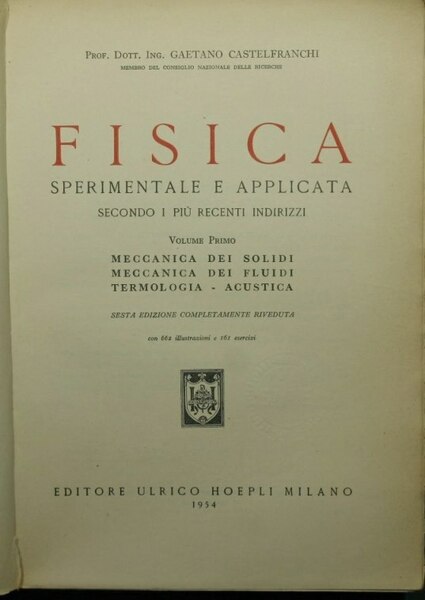 PROF. DOTT. ING. GAETANO CASTELFRANCHI
MEMBRO DEL CONSIGLIO NAZIONALE DELLE RICERCHE
FISICA
SPERIMENTALE E APPLICATA
SECONDO I PIÙ RECENTI INDIRIZZI
VOLUME PRIMO
MECCANICA DEI SOLIDI
MECCANICA DEI FLUIDI
TERMOLOGIA - ACUSTICA
SESTA EDIZIONE COMPLETAMENTE RIVEDUTA
con 662 illustrazioni e 161 esercizi
EDITORE ULRICO HOEPLI MILANO
1954